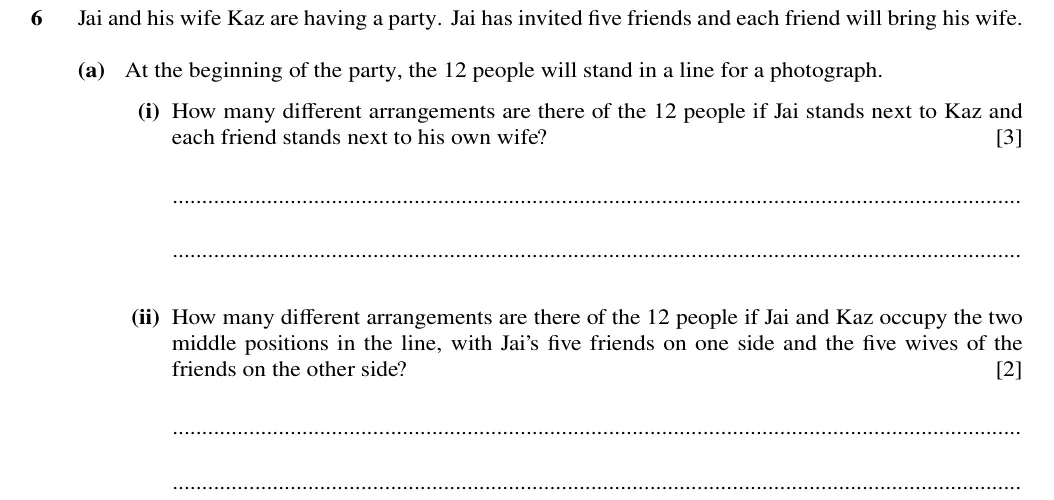 6 Jai and his wife Kaz are having a party. Jai has invited five friends and each friend will bring his wife.
(a) At the beginning of the party, the 12 people will stand in a line for a photograph.
(i) How many different arrangements are there of the 12 people if Jai stands next to Kaz and
each friend stands next to his own wife? [3]
(ii) How many different arrangements are there of the 12 people if Jai and Kaz occupy the two
middle positions in the line, with Jai's five friends on one side and the five wives of the
friends on the other side? [2]